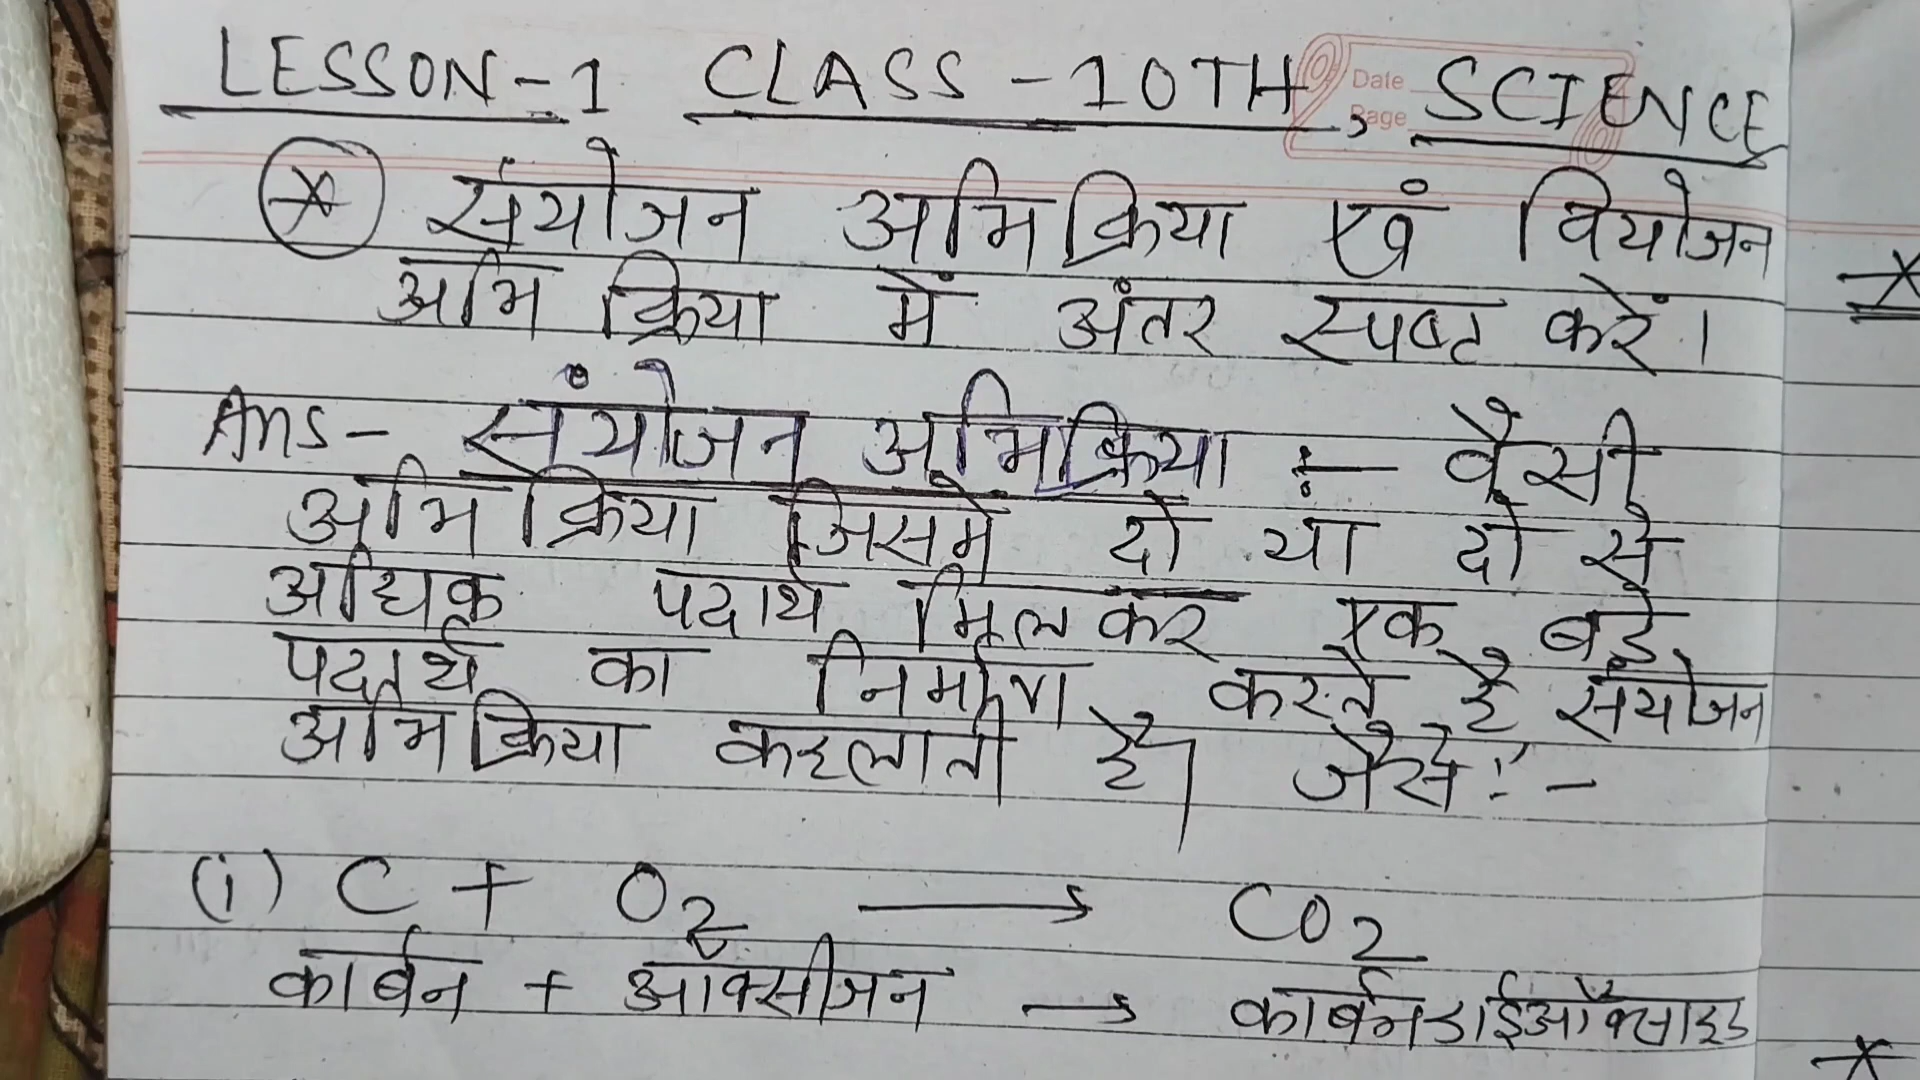 LESSON-1 CLASS-10TH, SCIENCE
Date
Page
संयोजन अभिक्रिया एवं वियोजन
अभिक्रिया में अंतर स्पष्ट करें।
Ans- संयोजन अभिक्रिया :- वैसी
अभिक्रिया जिसमें दो या दो से
अधिक पदार्थ मिलकर एक बड़े
पदार्थ का निर्माण करते है संयोजन
अभिक्रिया कहलाती है। जैसे:-
(i) C + O₂ → CO₂
कार्बन + ऑक्सीजन → कार्बनडाईऑक्साइड